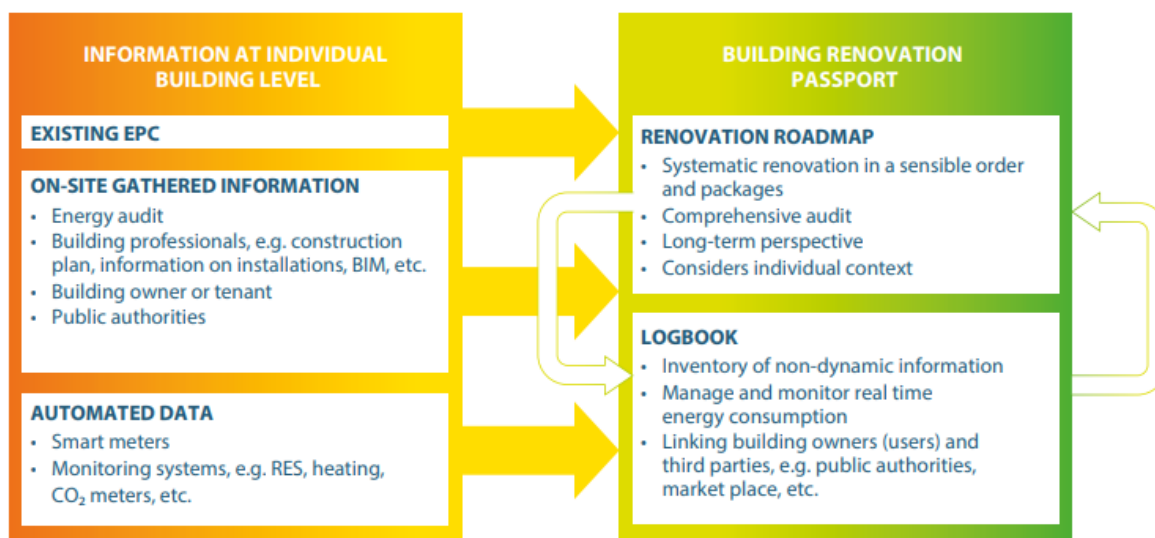 INFORMATION AT INDIVIDUAL
BUILDING LEVEL
EXISTING EPC
ON-SITE GATHERED INFORMATION
• Energy audit
• Building professionals, e.g. construction
plan, information on installations, BIM, etc.
• Building owner or tenant
• Public authorities
AUTOMATED DATA
• Smart meters
• Monitoring systems, e.g. RES, heating,
CO₂ meters, etc.
BUILDING RENOVATION
PASSPORT
RENOVATION ROADMAP
• Systematic renovation in a sensible order
and packages
• Comprehensive audit
• Long-term perspective
• Considers individual context
LOGBOOK
• Inventory of non-dynamic information
• Manage and monitor real time
energy consumption
• Linking building owners (users) and
third parties, e.g. public authorities,
market place, etc.